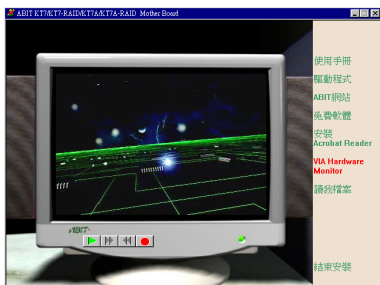 ABIT KT7/KT7-RAID/KT7A/KT7A-RAID Mother Board
使用手冊
驅動程式
ABIT網站
免費軟體
安裝
Acrobat Reader
VIA Hardware
Monitor
讀我檔案
ABIT
結束安裝